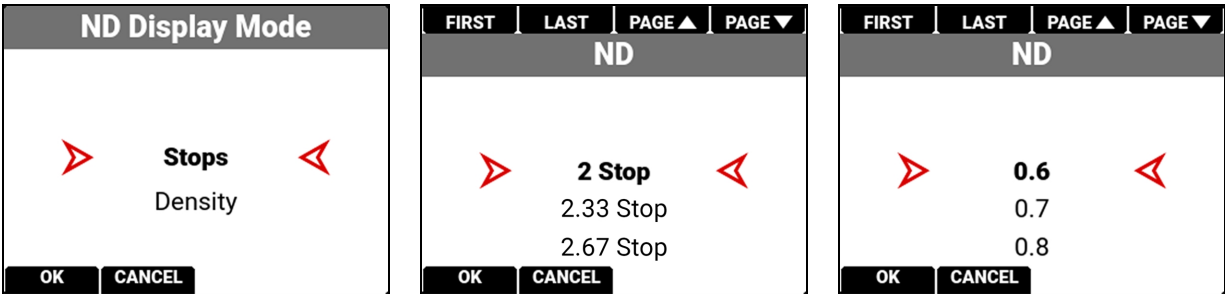 ND Display Mode
Stops
Density
OK CANCEL
FIRST LAST PAGE▲ PAGE▼
ND
2 Stop
2.33 Stop
2.67 Stop
OK CANCEL
FIRST LAST PAGE▲ PAGE▼
ND
0.6
0.7
0.8
OK CANCEL